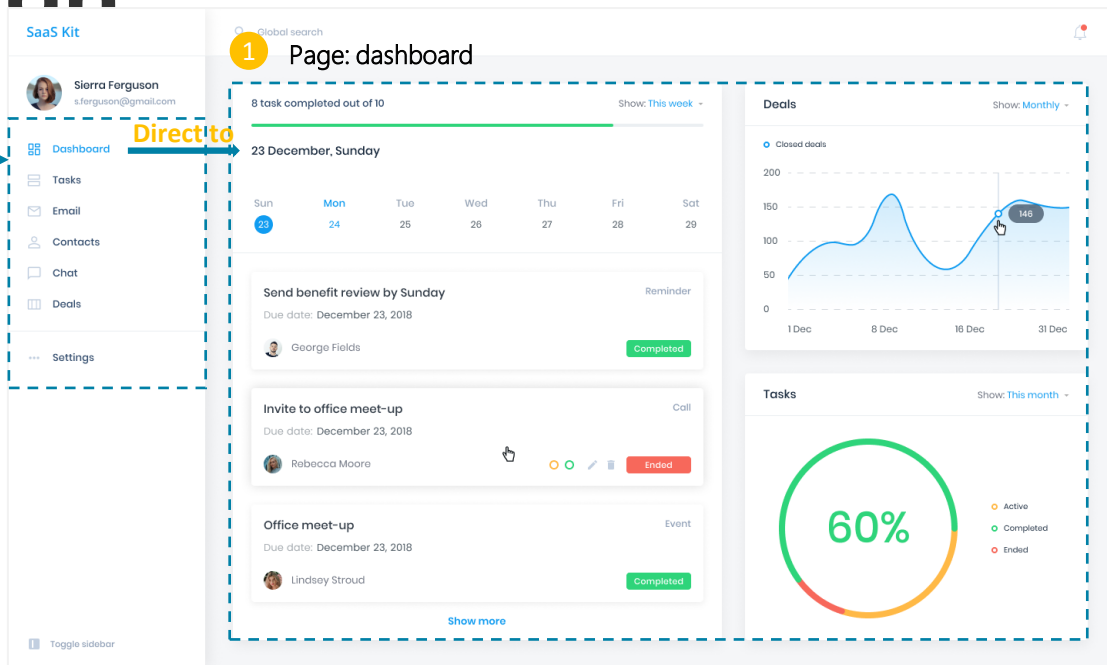 SaaS Kit
Global search
1
Page: dashboard
Sierra Ferguson
s.ferguson@gmail.com
Direct to
Dashboard
Tasks
Email
Contacts
Chat
Deals
Settings
Toggle sidebar
8 task completed out of 10
Show: This week
23 December, Sunday
Sun Mon Tue Wed Thu Fri Sat
23 24 25 26 27 28 29
Send benefit review by Sunday
Reminder
Due date: December 23, 2018
George Fields
Completed
Invite to office meet-up
Call
Due date: December 23, 2018
Rebecca Moore
Ended
Office meet-up
Event
Due date: December 23, 2018
Lindsey Stroud
Completed
Show more
Deals
Show: Monthly
Closed deals
200
150
146
100
50
0
1 Dec 8 Dec 16 Dec 31 Dec
Tasks
Show: This month
60%
Active
Completed
Ended